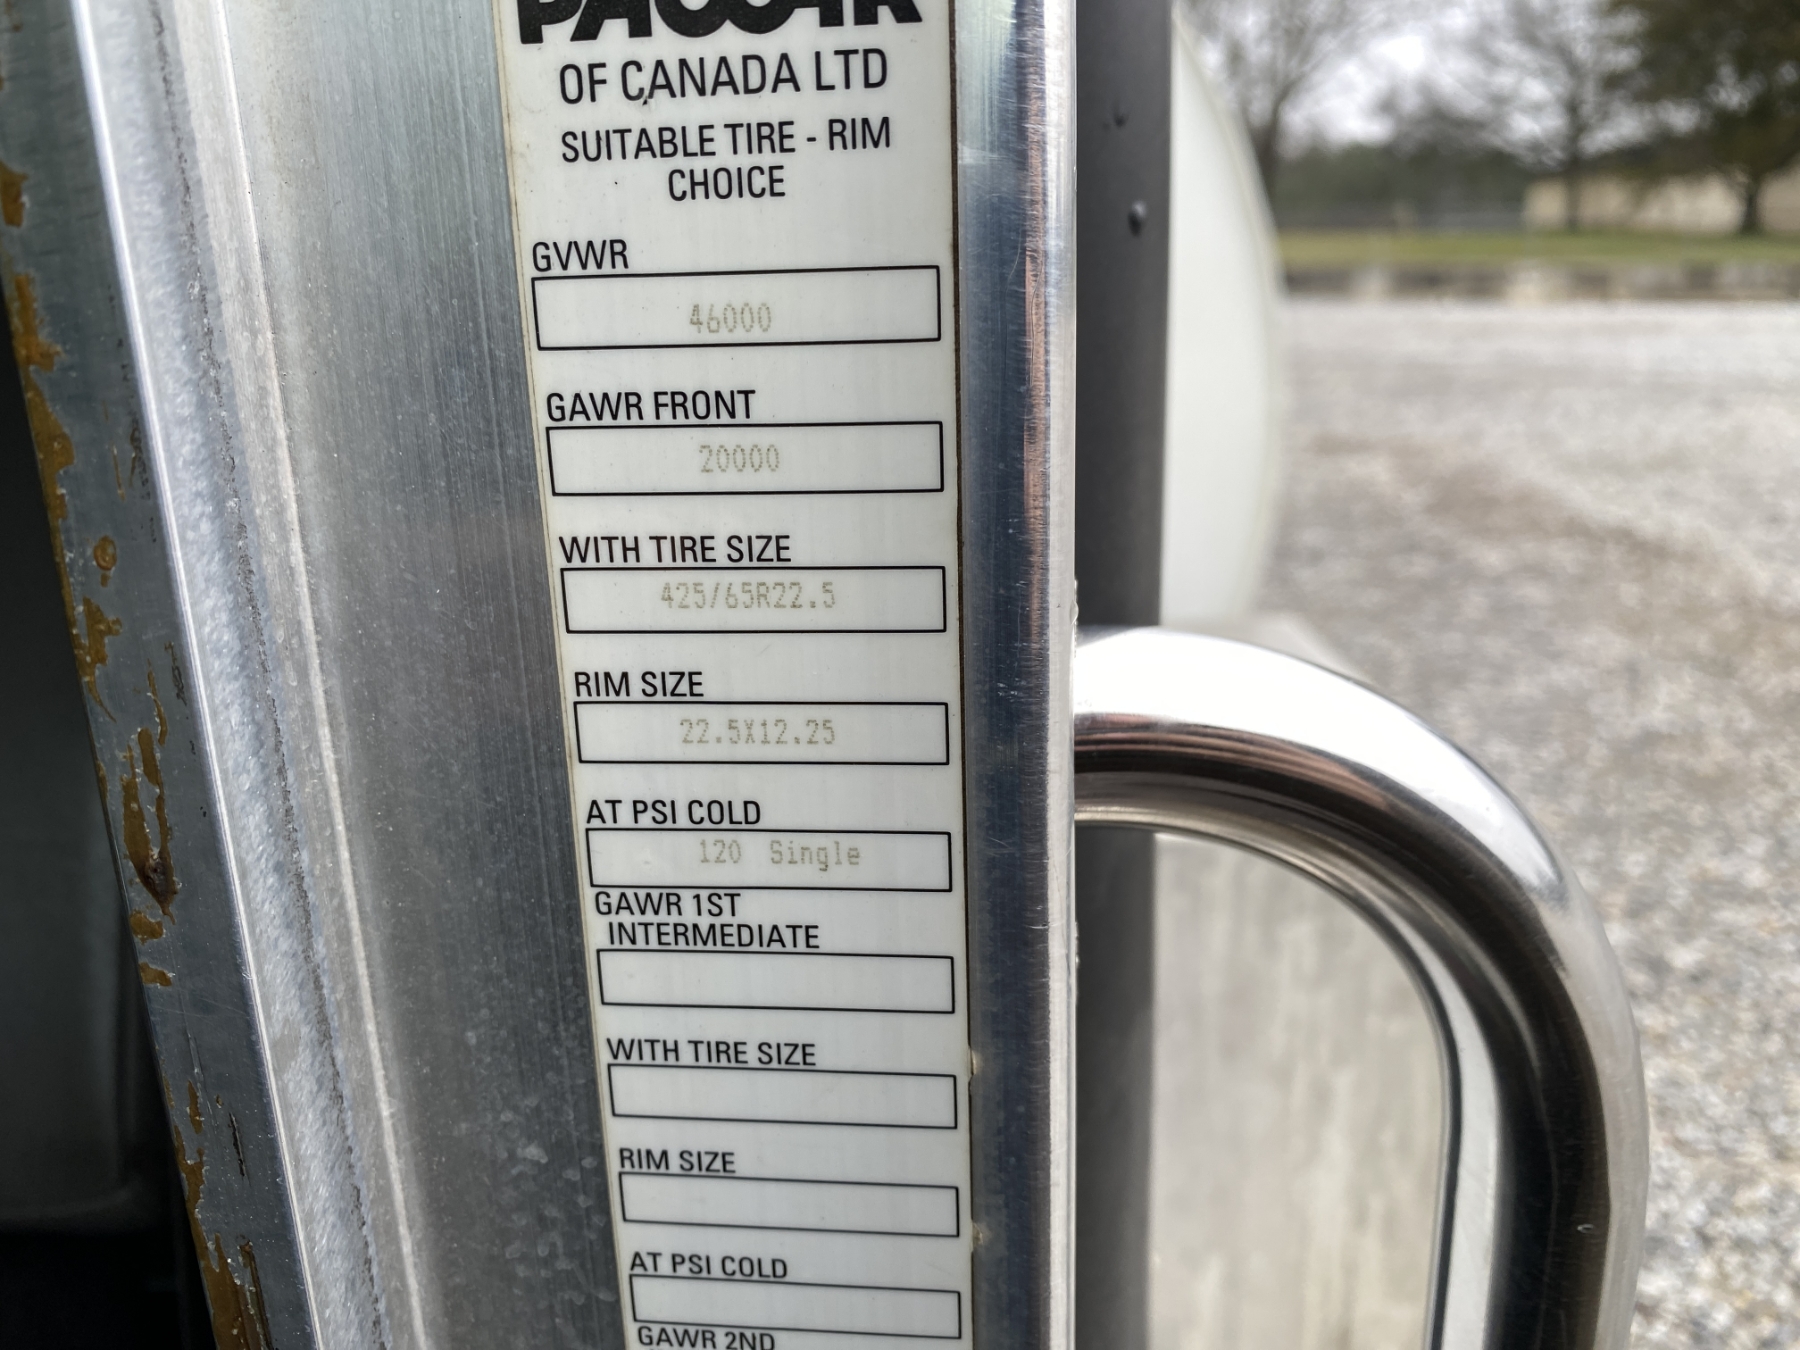 PACCAR
OF CANADA LTD
SUITABLE TIRE - RIM
CHOICE
GVWR
46000
GAWR FRONT
20000
WITH TIRE SIZE
425/65R22.5
RIM SIZE
22.5X12.25
AT PSI COLD
120 Single
GAWR 1ST
INTERMEDIATE
WITH TIRE SIZE
RIM SIZE
AT PSI COLD
GAWR 2ND